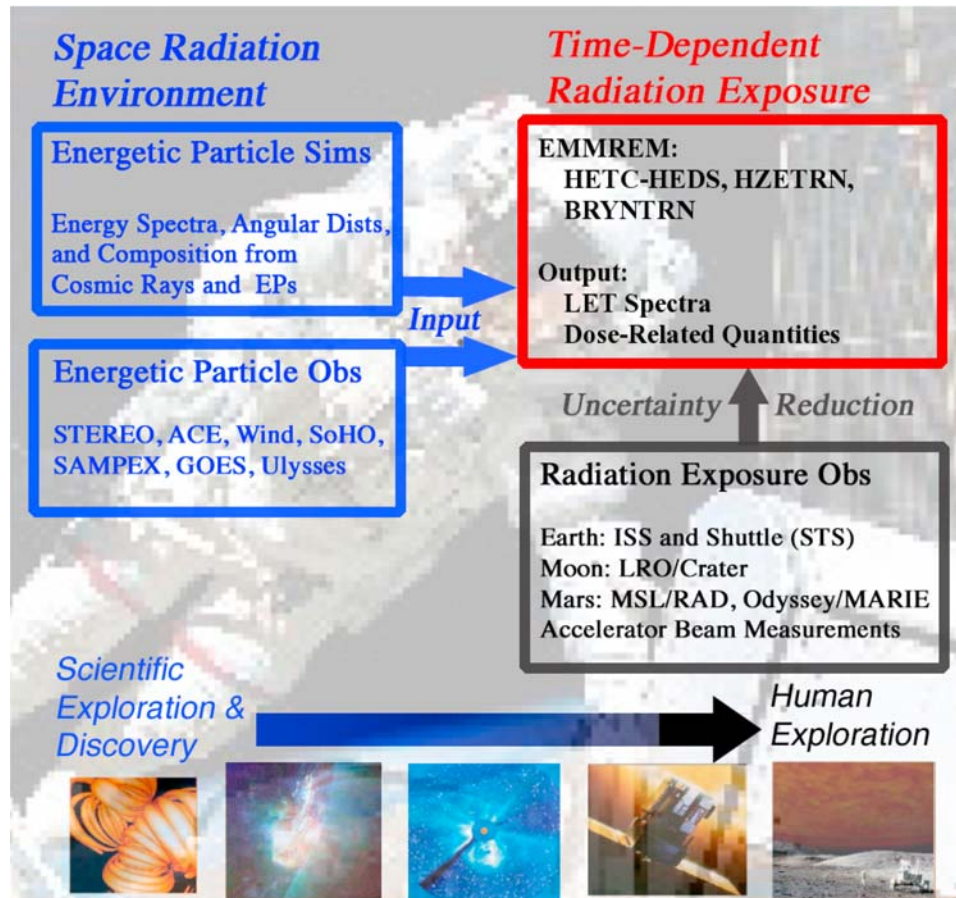 Space Radiation
Environment
Energetic Particle Sims
Energy Spectra, Angular Dists,
and Composition from
Cosmic Rays and EPs
Input
Energetic Particle Obs
STEREO, ACE, Wind, SoHO,
SAMPEX, GOES, Ulysses
Time-Dependent
Radiation Exposure
EMMREM:
HETC-HEDS, HZETRN,
BRYNTRN
Output:
LET Spectra
Dose-Related Quantities
Uncertainty Reduction
Radiation Exposure Obs
Earth: ISS and Shuttle (STS)
Moon: LRO/Crater
Mars: MSL/RAD, Odyssey/MARIE
Accelerator Beam Measurements
Scientific
Exploration &
Discovery
Human
Exploration